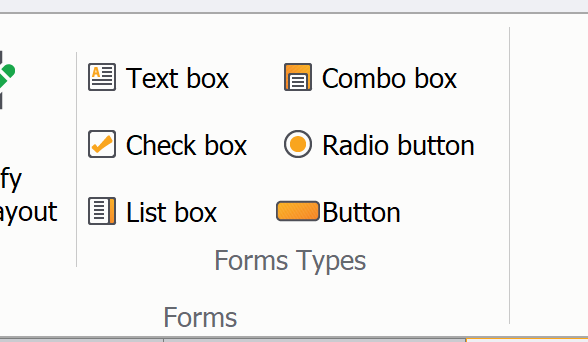 Text box
Combo box
Check box
Radio button
fy
ayout
List box
Button
Forms Types
Forms